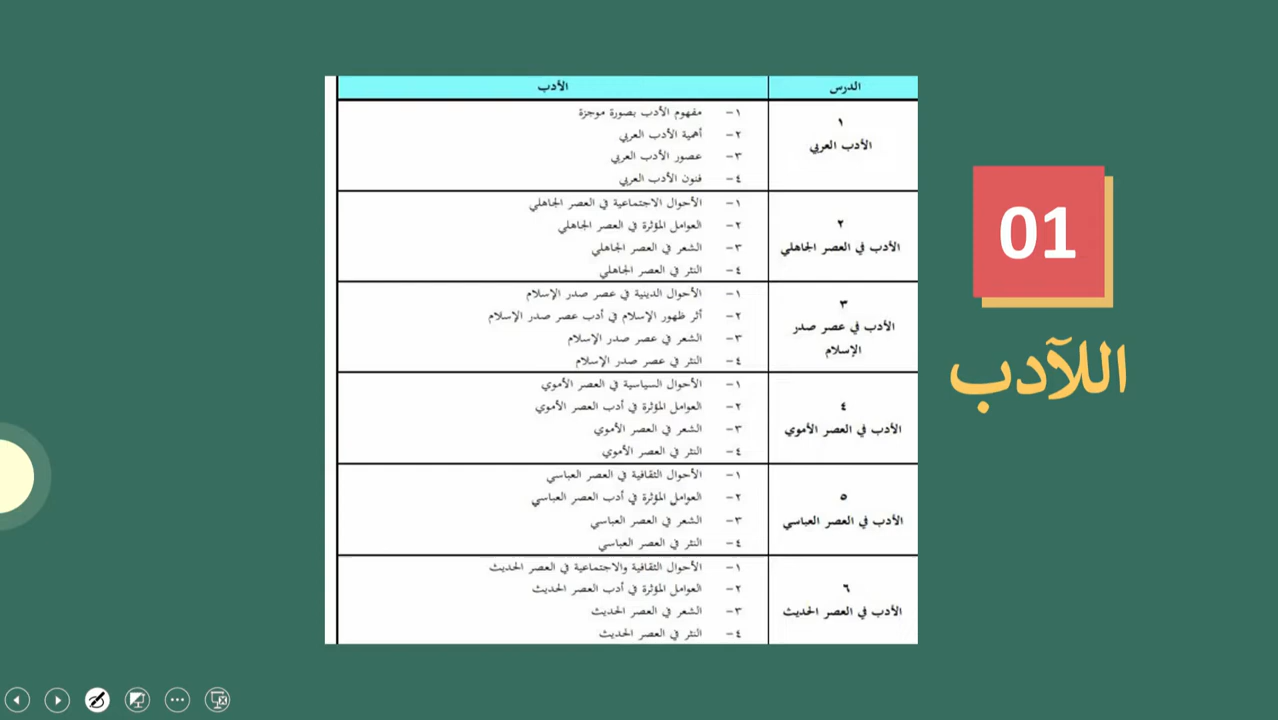 الدرس
الأدب
١
الأدب العربي
١- مفهوم الأدب بصورة موجزة
٢- أهمية الأدب العربي
٣- عصور الأدب العربي
٤- فنون الأدب العربي
٢
الأدب في العصر الجاهلي
١- الأحوال الاجتماعية في العصر الجاهلي
٢- العوامل المؤثرة في العصر الجاهلي
٣- الشعر في العصر الجاهلي
٤- النثر في العصر الجاهلي
٣
الأدب في عصر صدر
الإسلام
١- الأحوال الدينية في عصر صدر الإسلام
٢- أثر ظهور الإسلام في أدب عصر صدر الإسلام
٣- الشعر في عصر صدر الإسلام
٤- النثر في عصر صدر الإسلام
٤
الأدب في العصر الأموي
١- الأحوال السياسية في العصر الأموي
٢- العوامل المؤثرة في أدب العصر الأموي
٣- الشعر في العصر الأموي
٤- النثر في العصر الأموي
٥
الأدب في العصر العباسي
١- الأحوال الثقافية في العصر العباسي
٢- العوامل المؤثرة في أدب العصر العباسي
٣- الشعر في العصر العباسي
٤- النثر في العصر العباسي
٦
الأدب في العصر الحديث
١- الأحوال الثقافية والاجتماعية في العصر الحديث
٢- العوامل المؤثرة في أدب العصر الحديث
٣- الشعر في العصر الحديث
٤- النثر في العصر الحديث
01
اللآدب